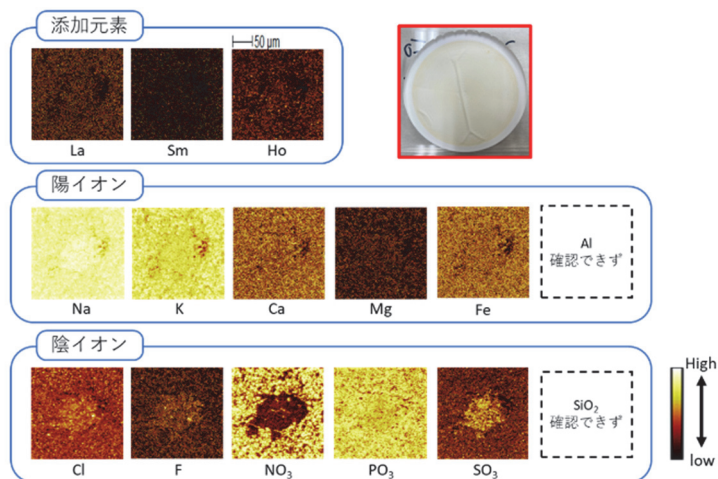 添加元素
50 μm
La
Sm
Ho
陽イオン
Na
K
Ca
Mg
Fe
Al
確認できず
陰イオン
Cl
F
NO₃
PO₃
SO₃
SiO₂
確認できず
High
low